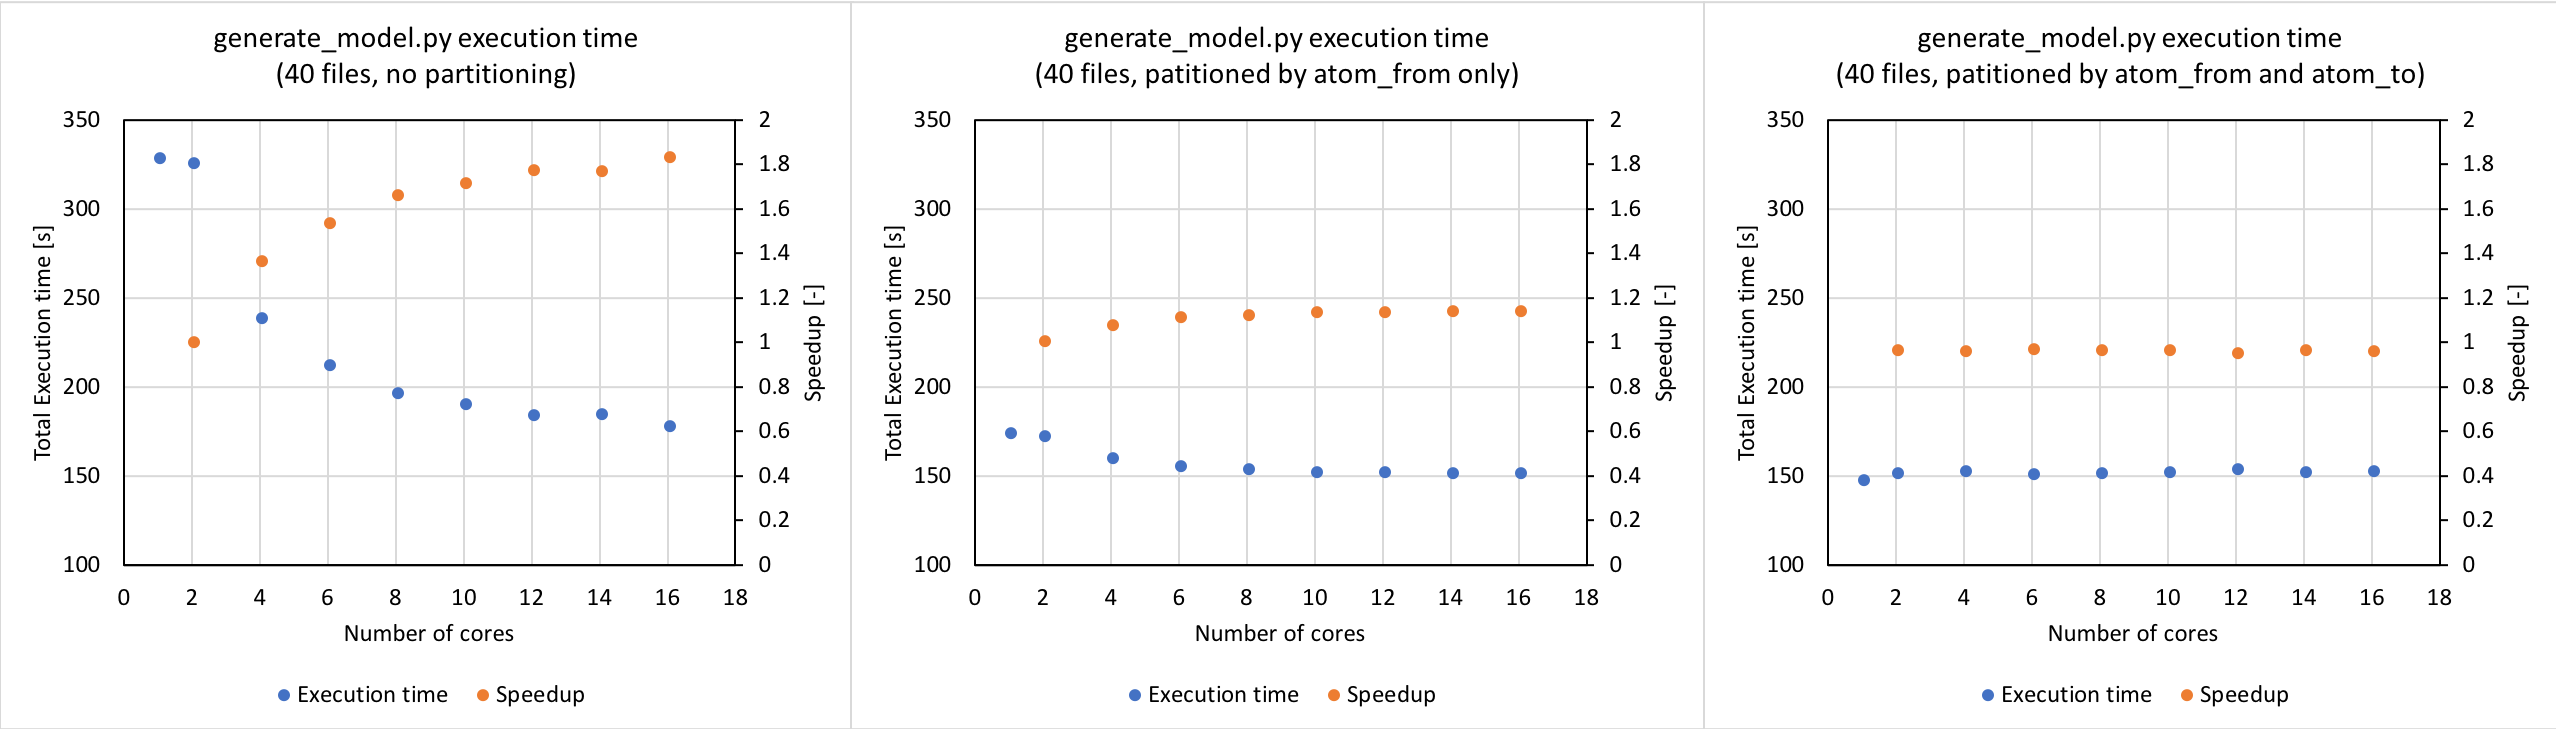 generate_model.py execution time
(40 files, no partitioning)
350
300
250
200
150
100
Total Execution time [s]
2
1.8
1.6
1.4
1.2
1
0.8
0.6
0.4
0.2
0
Speedup [-]
0 2 4 6 8 10 12 14 16 18
Number of cores
Execution time Speedup
generate_model.py execution time
(40 files, patitioned by atom_from only)
350
300
250
200
150
100
Total Execution time [s]
2
1.8
1.6
1.4
1.2
1
0.8
0.6
0.4
0.2
0
Speedup [-]
0 2 4 6 8 10 12 14 16 18
Number of cores
Execution time Speedup
generate_model.py execution time
(40 files, patitioned by atom_from and atom_to)
350
300
250
200
150
100
Total Execution time [s]
2
1.8
1.6
1.4
1.2
1
0.8
0.6
0.4
0.2
0
Speedup [-]
0 2 4 6 8 10 12 14 16 18
Number of cores
Execution time Speedup